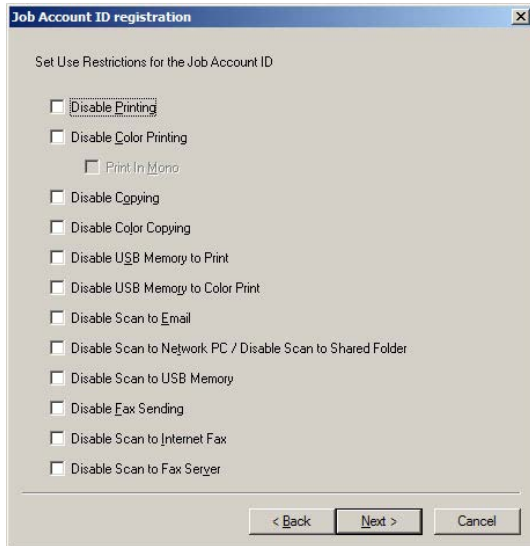 Job Account ID registration
Set Use Restrictions for the Job Account ID
Disable Printing
Disable Color Printing
Print In Mono
Disable Copying
Disable Color Copying
Disable USB Memory to Print
Disable USB Memory to Color Print
Disable Scan to Email
Disable Scan to Network PC / Disable Scan to Shared Folder
Disable Scan to USB Memory
Disable Fax Sending
Disable Scan to Internet Fax
Disable Scan to Fax Server
< Back Next > Cancel